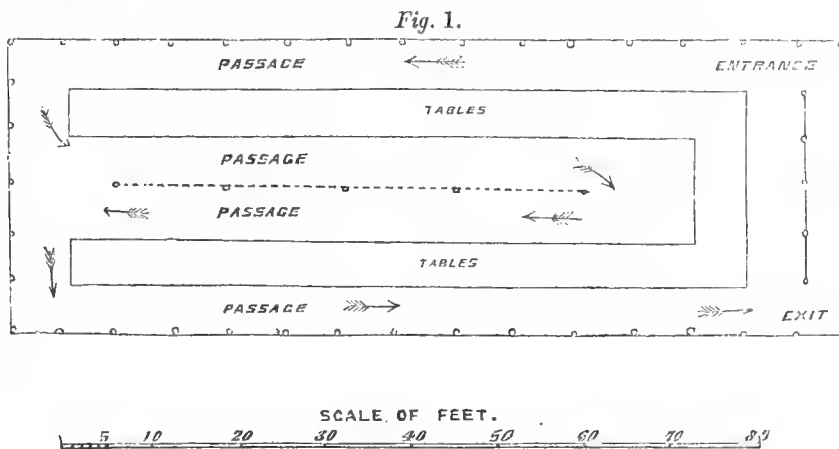 Fig. 1.
PASSAGE
ENTRANCE
TABLES
PASSAGE
PASSAGE
TABLES
PASSAGE
EXIT
SCALE OF FEET.
5 10 20 30 40 50 60 70 80